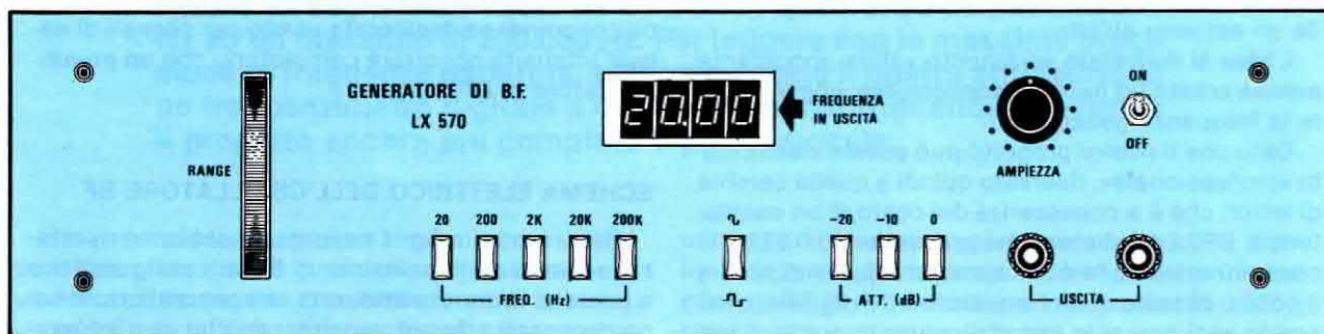 GENERATORE DI B.F.
LX 570
20.00
FREQUENZA
IN USCITA
ON
OFF
RANGE
AMPIEZZA
20 200 2K 20K 200K
-20 -10 0
FREQ. (Hz)
ATT. (dB)
USCITA